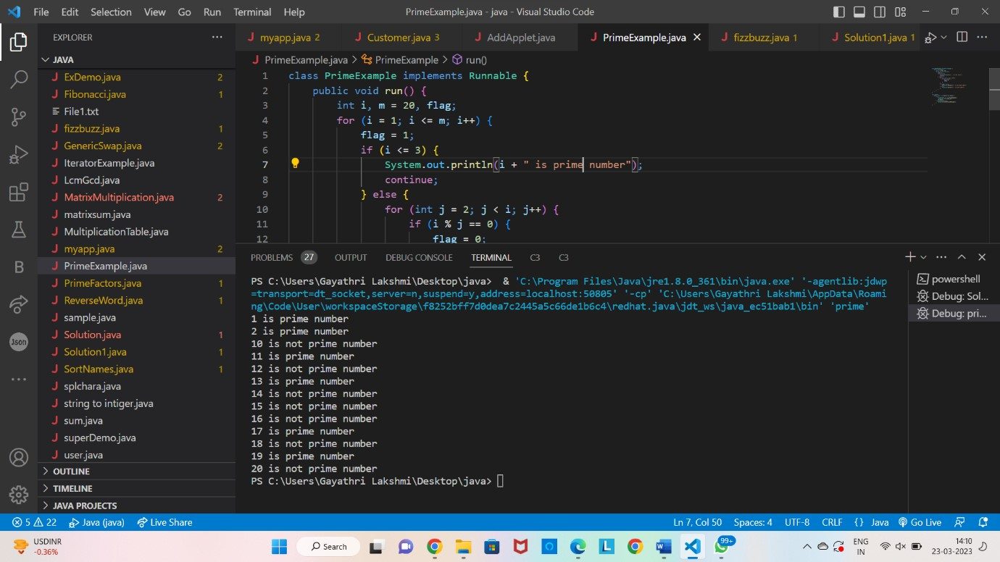 File Edit Selection View Go Run Terminal Help PrimeExample.java - java - Visual Studio Code
EXPLORER
JAVA
ExDemo.java 2
Fibonacci.java 1
File1.txt
fizzbuzz.java 1
GenericSwap.java 2
IteratorExample.java
LcmGcd.java
MatrixMultiplication.java 2
matrixsum.java
MultiplicationTable.java
myapp.java 2
PrimeExample.java
PrimeFactors.java 1
ReverseWord.java 1
sample.java
Solution.java 1
Solution1.java 1
SortNames.java 1
splchara.java
string to intiger.java
sum.java
superDemo.java
user.java
OUTLINE
TIMELINE
JAVA PROJECTS
B
Json
myapp.java 2 Customer.java 3 AddApplet.java PrimeExample.java fizzbuzz.java 1 Solution1.java 1
PrimeExample.java > PrimeExample > run()
1 class PrimeExample implements Runnable {
2 public void run() {
3 int i, m = 20, flag;
4 for (i = 1; i <= m; i++) {
5 flag = 1;
6 if (i <= 3) {
7 System.out.println(i + " is prime number");
8 continue;
9 } else {
10 for (int j = 2; j < i; j++) {
11 if (i % j == 0) {
12 flag = 0;
PROBLEMS 27 OUTPUT DEBUG CONSOLE TERMINAL C3 C3
PS C:\Users\Gayathri Lakshmi\Desktop\java> & 'C:\Program Files\Java\jre1.8.0_361\bin\java.exe' '-agentlib:jdwp
=transport=dt_socket,server=n,suspend=y,address=localhost:50805' '-cp' 'C:\Users\Gayathri Lakshmi\AppData\Roami
ng\Code\User\workspaceStorage\f8252bff7d0dea7c2445a5c66de1b6c4\redhat.java\jdt_ws\java_ec51bab1\bin' 'prime'
1 is prime number
2 is prime number
10 is not prime number
11 is prime number
12 is not prime number
13 is prime number
14 is not prime number
15 is not prime number
16 is not prime number
17 is prime number
18 is not prime number
19 is prime number
20 is not prime number
PS C:\Users\Gayathri Lakshmi\Desktop\java>
powershell
Debug: Sol...
Debug: pri...
5 22 Java (java) Live Share Ln 7, Col 50 Spaces: 4 UTF-8 CRLF {} Java Go Live
USDINR
-0.36%
Search
L
W
99+
ENG
IN
14:10
23-03-2023